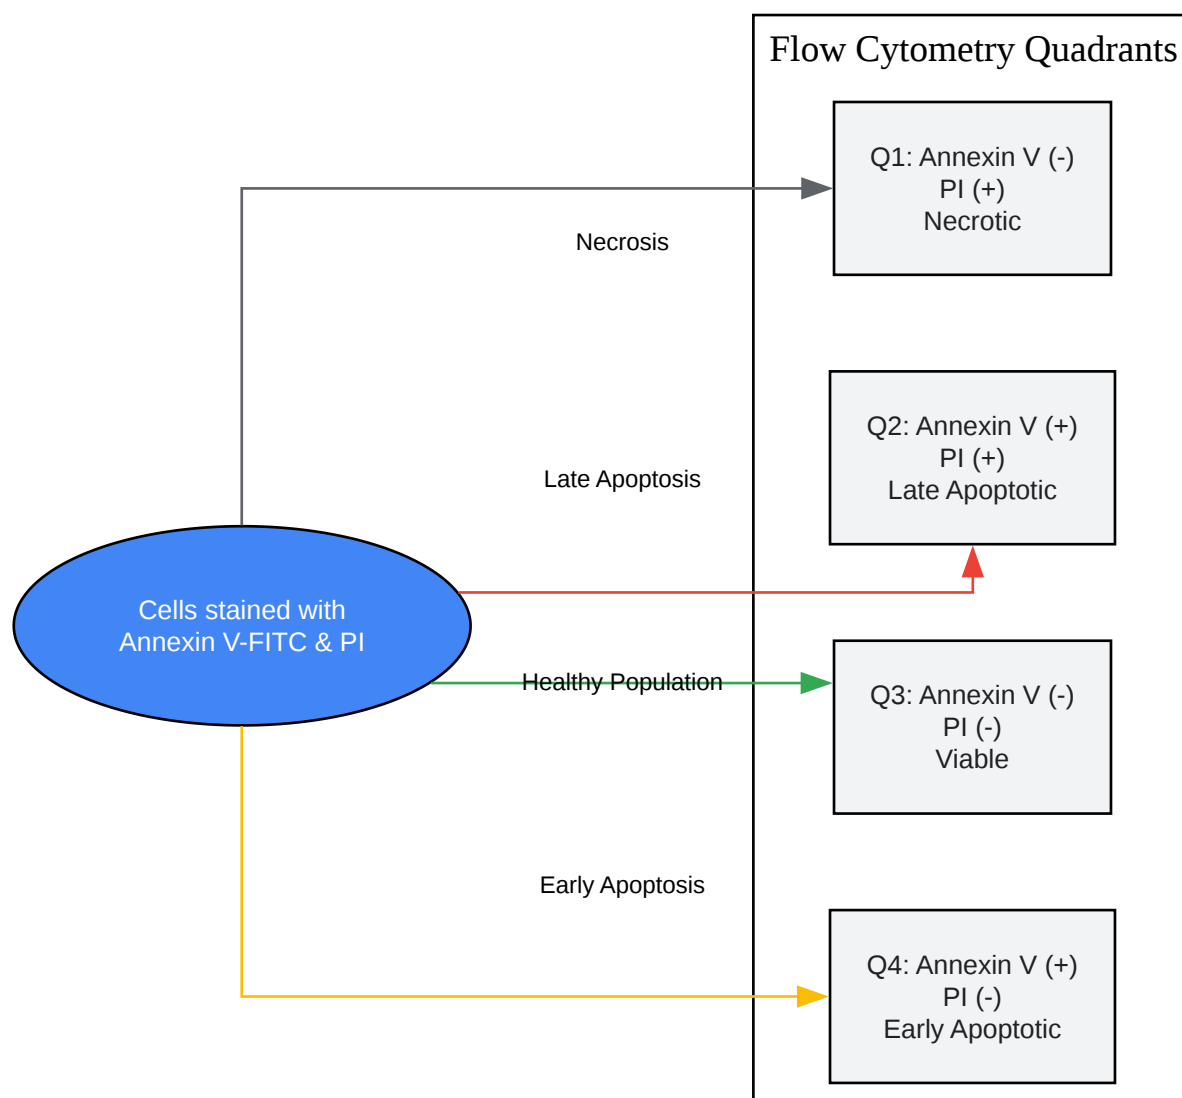 Flow Cytometry Quadrants
Q1: Annexin V (-)
PI (+)
Necrotic
Necrosis
Q2: Annexin V (+)
PI (+)
Late Apoptotic
Late Apoptosis
Cells stained with
Annexin V-FITC & PI
Healthy Population
Q3: Annexin V (-)
PI (-)
Viable
Early Apoptosis
Q4: Annexin V (+)
PI (-)
Early Apoptotic